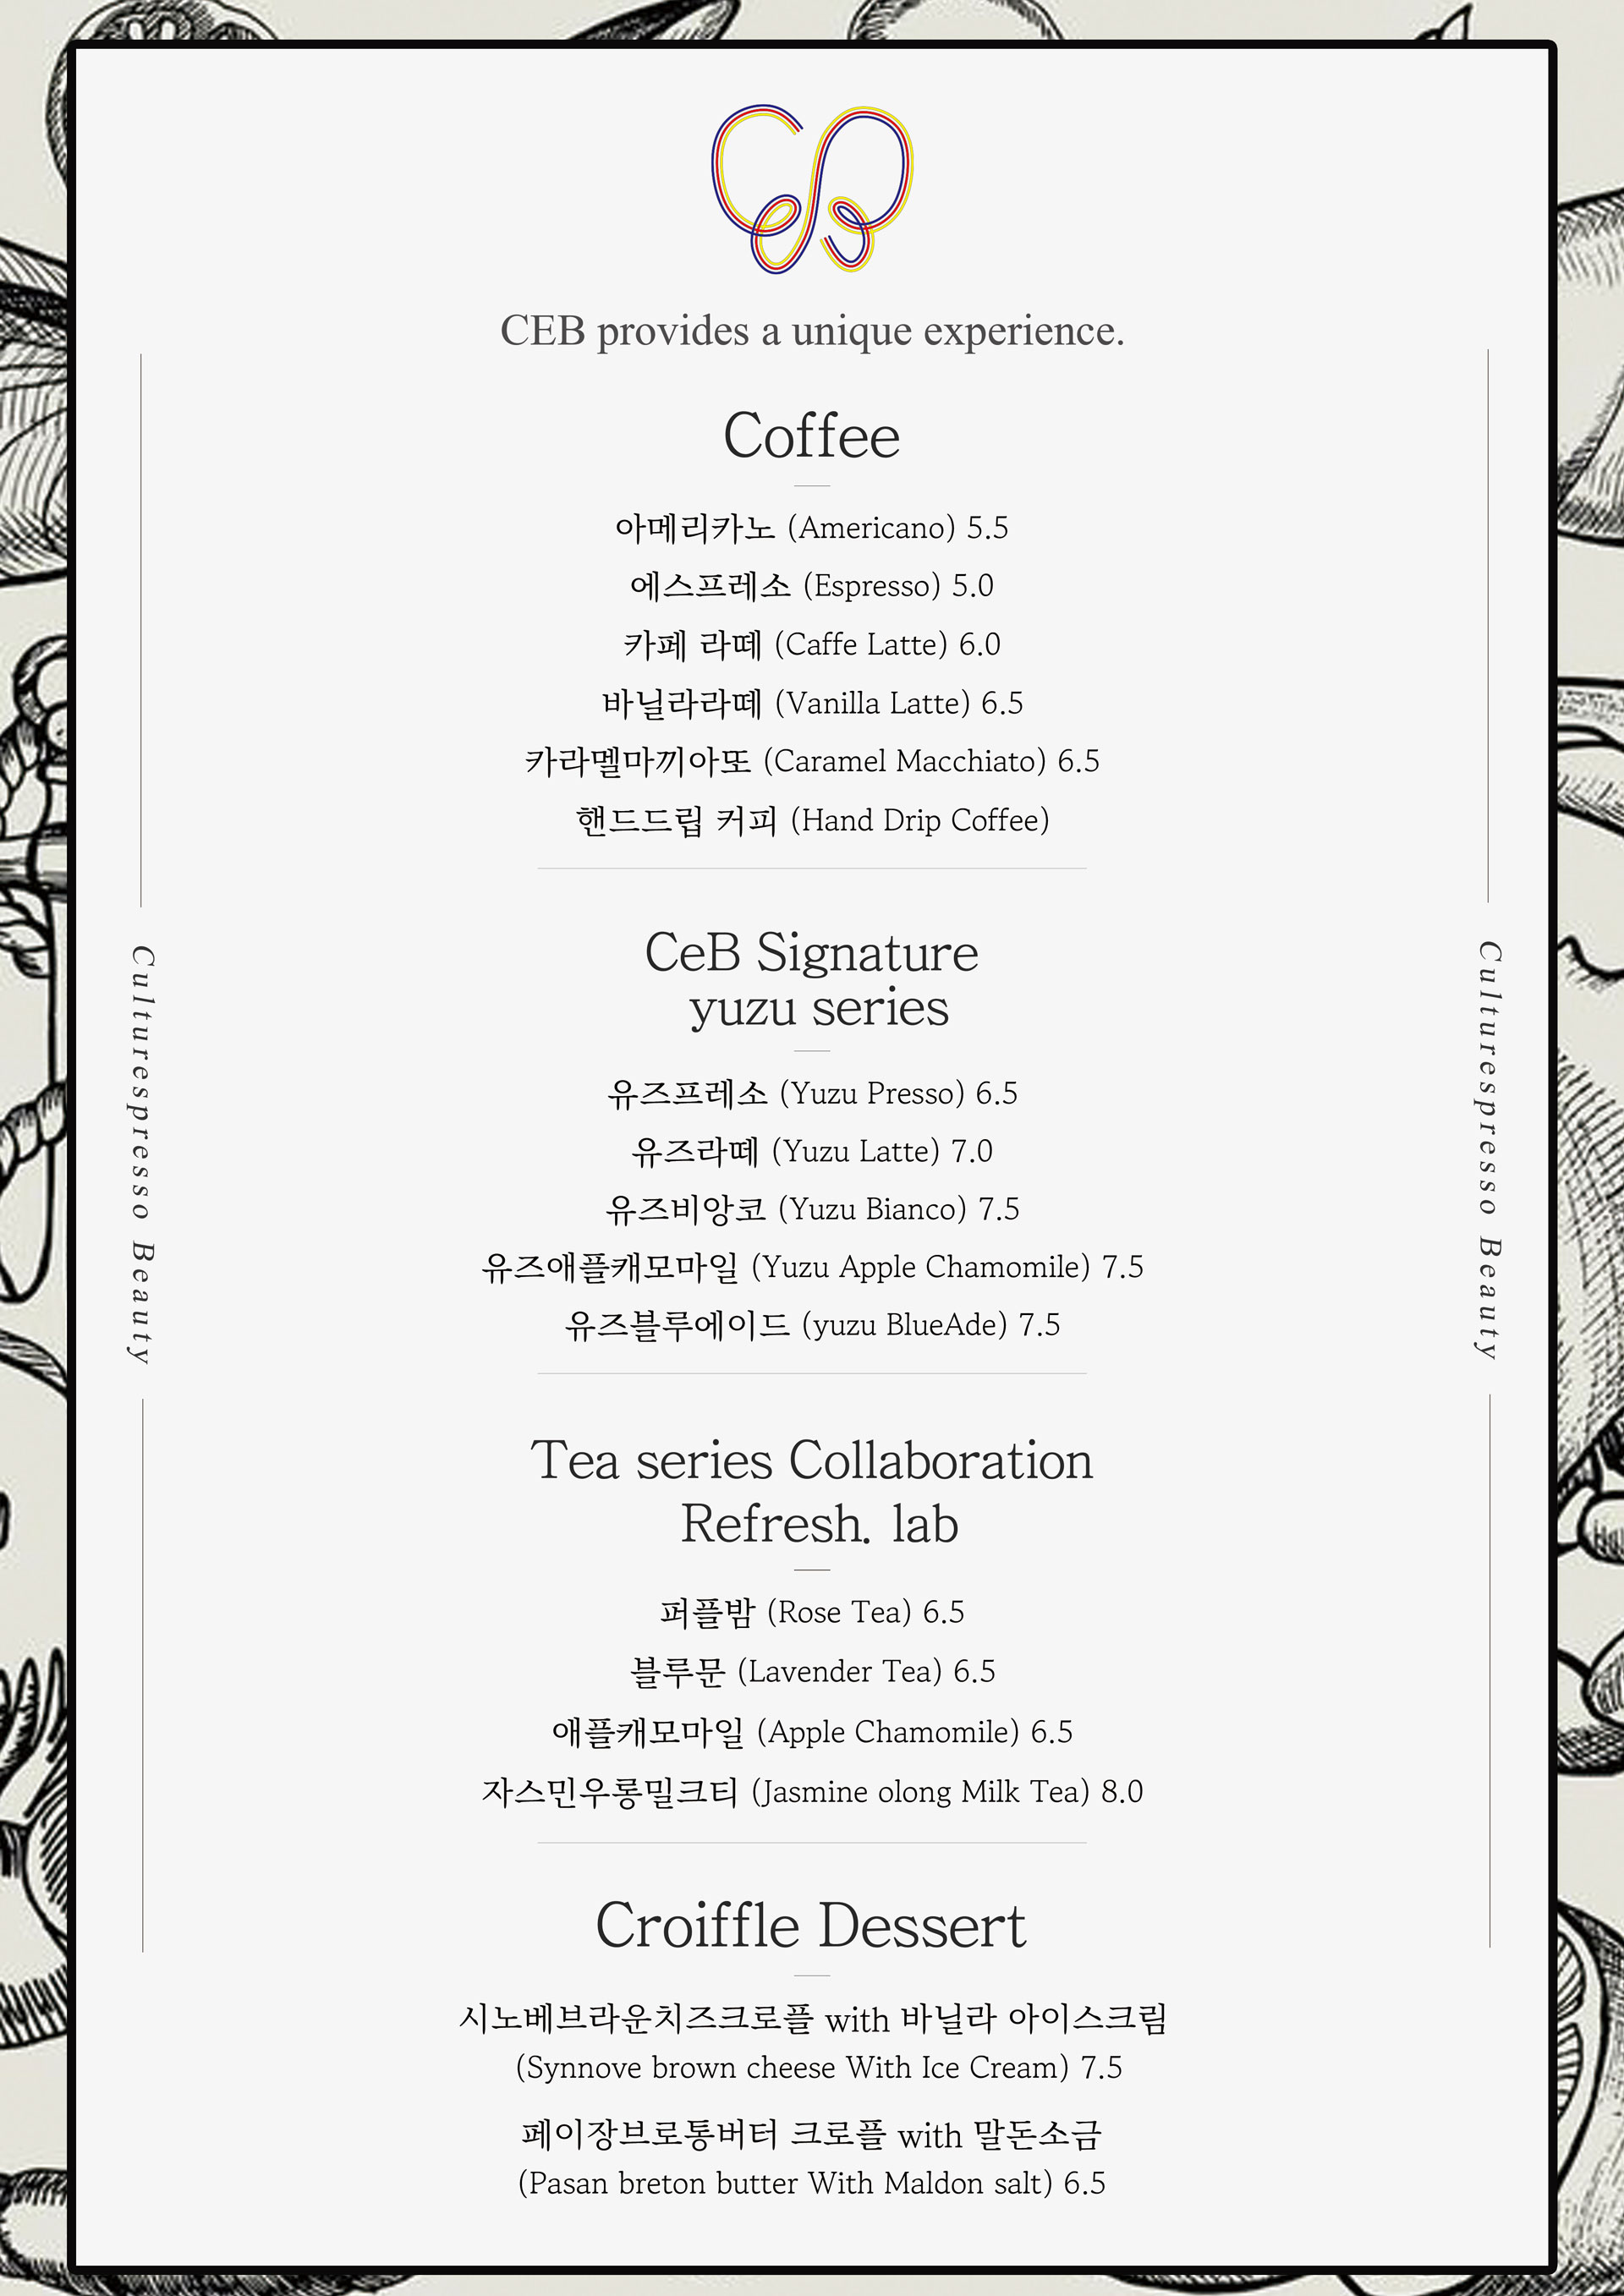 CEB provides a unique experience.
Coffee
아메리카노 (Americano) 5.5
에스프레소 (Espresso) 5.0
카페 라떼 (Caffe Latte) 6.0
바닐라라떼 (Vanilla Latte) 6.5
카라멜마끼아또 (Caramel Macchiato) 6.5
핸드드립 커피 (Hand Drip Coffee)
CeB Signature
yuzu series
유즈프레소 (Yuzu Presso) 6.5
유즈라떼 (Yuzu Latte) 7.0
유즈비앙코 (Yuzu Bianco) 7.5
유즈애플캐모마일 (Yuzu Apple Chamomile) 7.5
유즈블루에이드 (yuzu BlueAde) 7.5
Tea series Collaboration
Refresh. lab
퍼플밤 (Rose Tea) 6.5
블루문 (Lavender Tea) 6.5
애플캐모마일 (Apple Chamomile) 6.5
자스민우롱밀크티 (Jasmine olong Milk Tea) 8.0
Croiffle Dessert
시노베브라운치즈크로플 with 바닐라 아이스크림
(Synnove brown cheese With Ice Cream) 7.5
페이장브로통버터 크로플 with 말돈소금
(Pasan breton butter With Maldon salt) 6.5
Culturespresso Beauty
Culturespresso Beauty